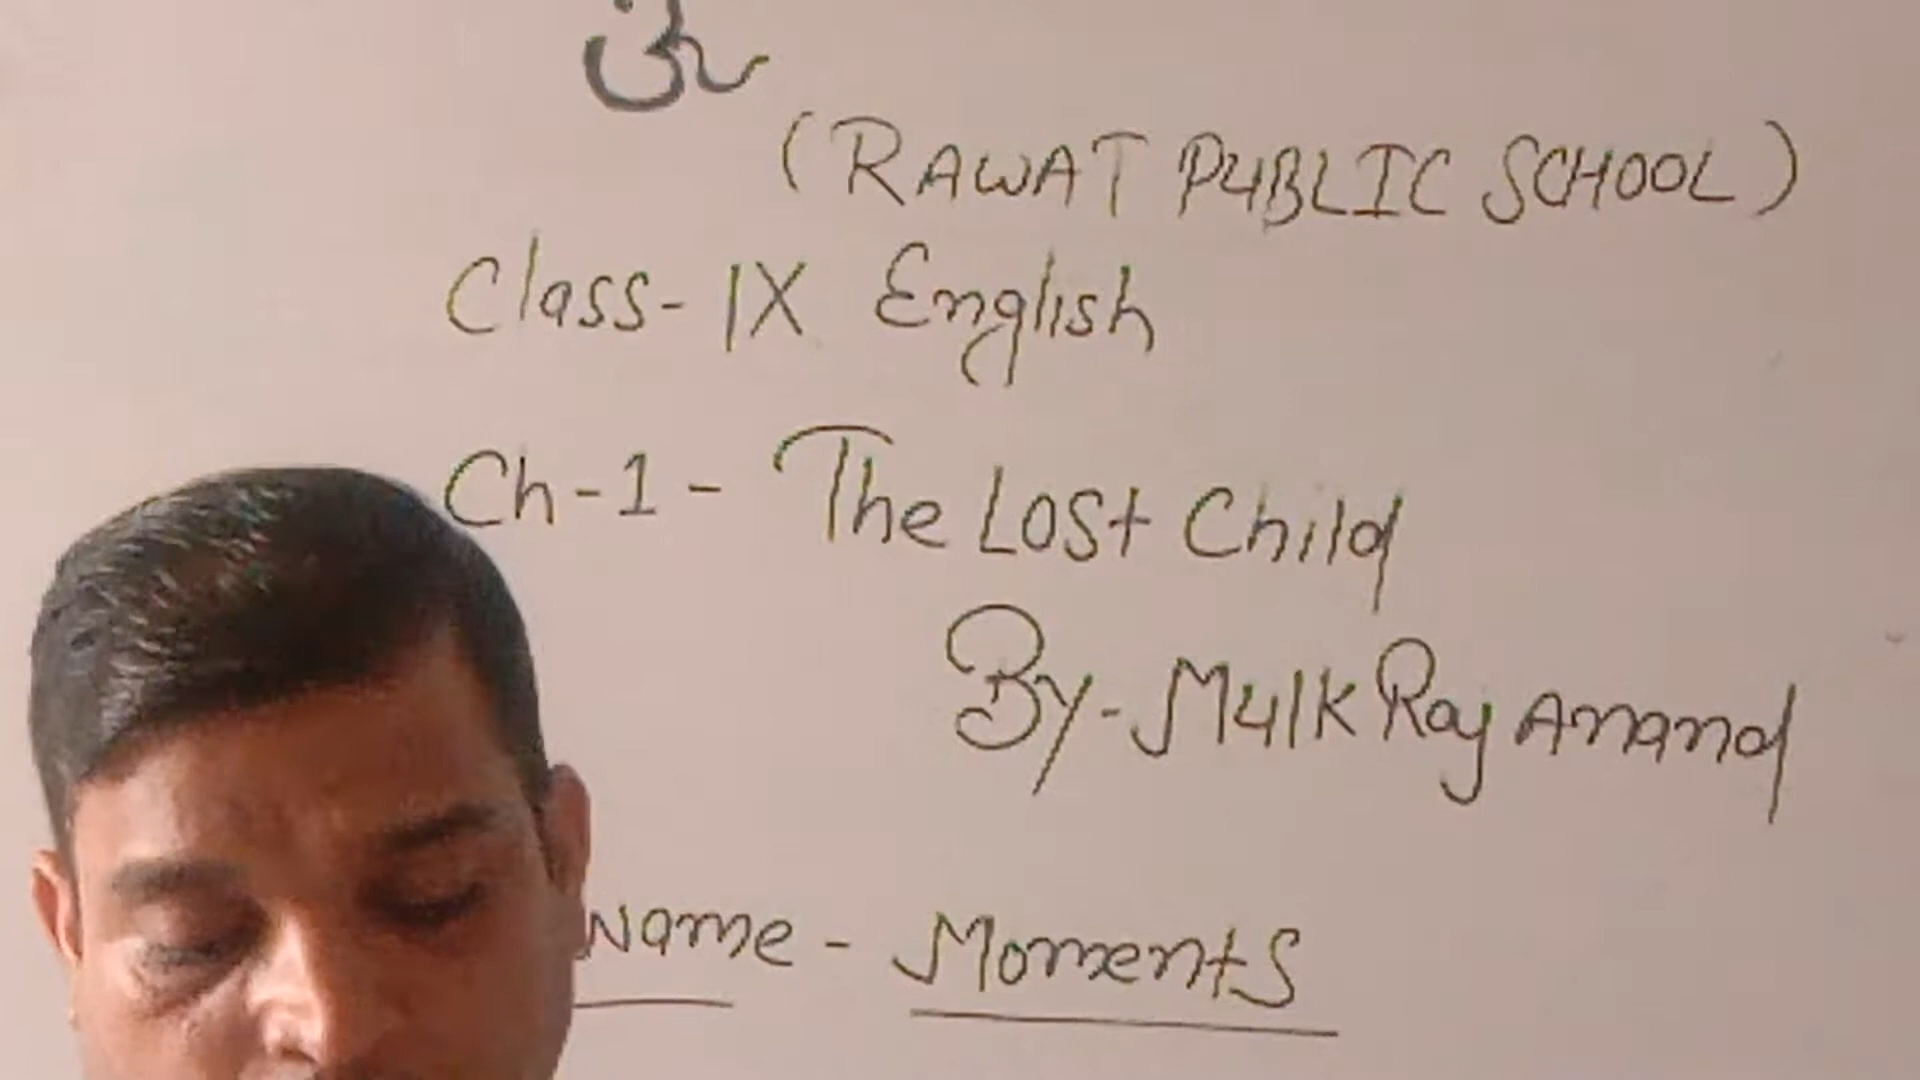 ॐ
(RAWAT PUBLIC SCHOOL)
Class-IX English
Ch-1- The Lost Child
By-Mulk Raj Anand
Name - Moments